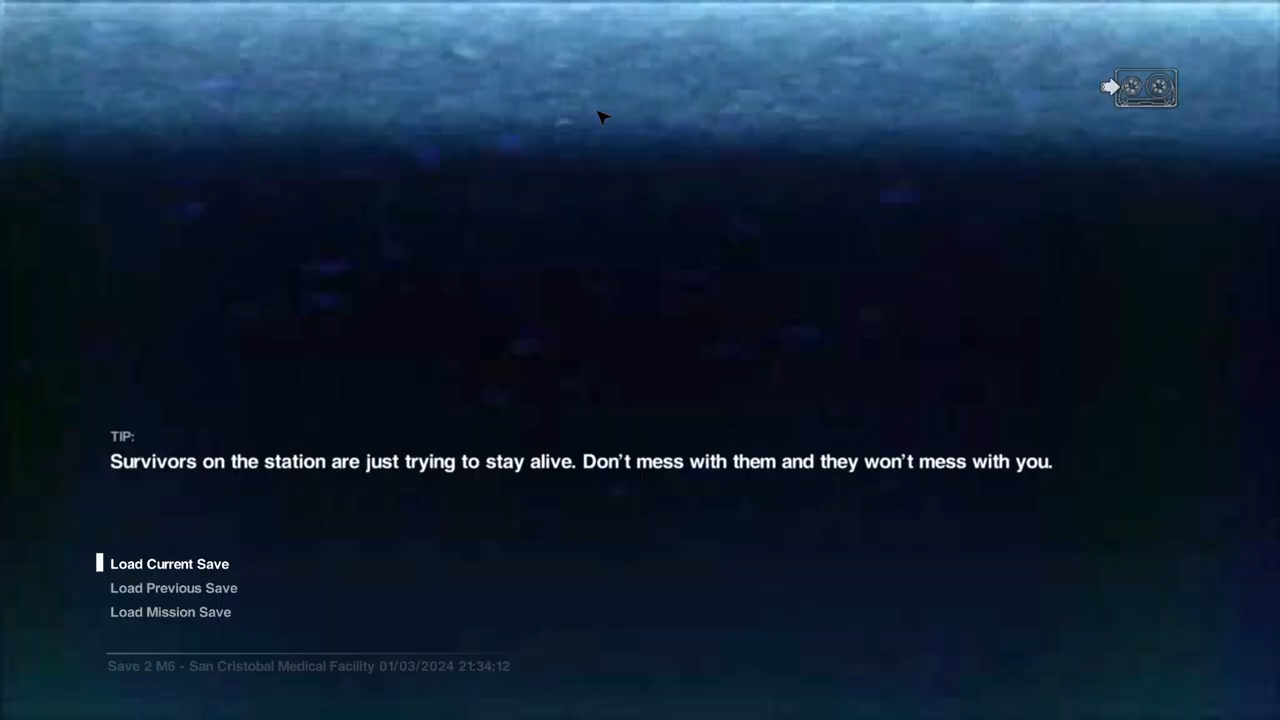 TIP:
Survivors on the station are just trying to stay alive. Don’t mess with them and they won’t mess with you.
Load Current Save
Load Previous Save
Load Mission Save
Save 2 M6 - San Cristobal Medical Facility 01/03/2024 21:34:12